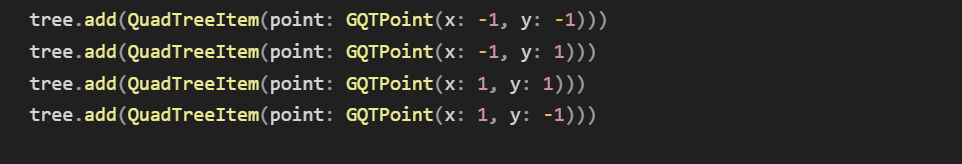 tree.add(QuadTreeItem(point: GQTPoint(x: -1, y: -1)))
tree.add(QuadTreeItem(point: GQTPoint(x: -1, y: 1)))
tree.add(QuadTreeItem(point: GQTPoint(x: 1, y: 1)))
tree.add(QuadTreeItem(point: GQTPoint(x: 1, y: -1)))